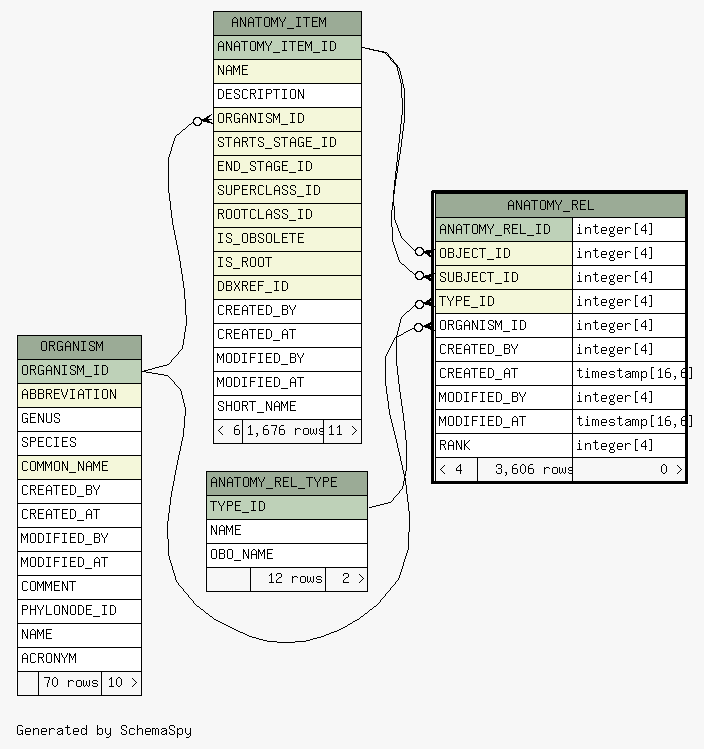 ANATOMY_ITEM
ANATOMY_ITEM_ID
NAME
DESCRIPTION
ORGANISM_ID
STARTS_STAGE_ID
END_STAGE_ID
SUPERCLASS_ID
ROOTCLASS_ID
IS_OBSOLETE
IS_ROOT
DBXREF_ID
CREATED_BY
CREATED_AT
MODIFIED_BY
MODIFIED_AT
SHORT_NAME
< 6 1,676 rows 11 >
ANATOMY_REL
ANATOMY_REL_ID integer[4]
OBJECT_ID integer[4]
SUBJECT_ID integer[4]
TYPE_ID integer[4]
ORGANISM_ID integer[4]
CREATED_BY integer[4]
CREATED_AT timestamp[16,6]
MODIFIED_BY integer[4]
MODIFIED_AT timestamp[16,6]
RANK integer[4]
< 4 3,606 rows 0 >
ORGANISM
ORGANISM_ID
ABBREVIATION
GENUS
SPECIES
COMMON_NAME
CREATED_BY
CREATED_AT
MODIFIED_BY
MODIFIED_AT
COMMENT
PHYLONODE_ID
NAME
ACRONYM
70 rows 10 >
ANATOMY_REL_TYPE
TYPE_ID
NAME
OBO_NAME
12 rows 2 >
Generated by SchemaSpy